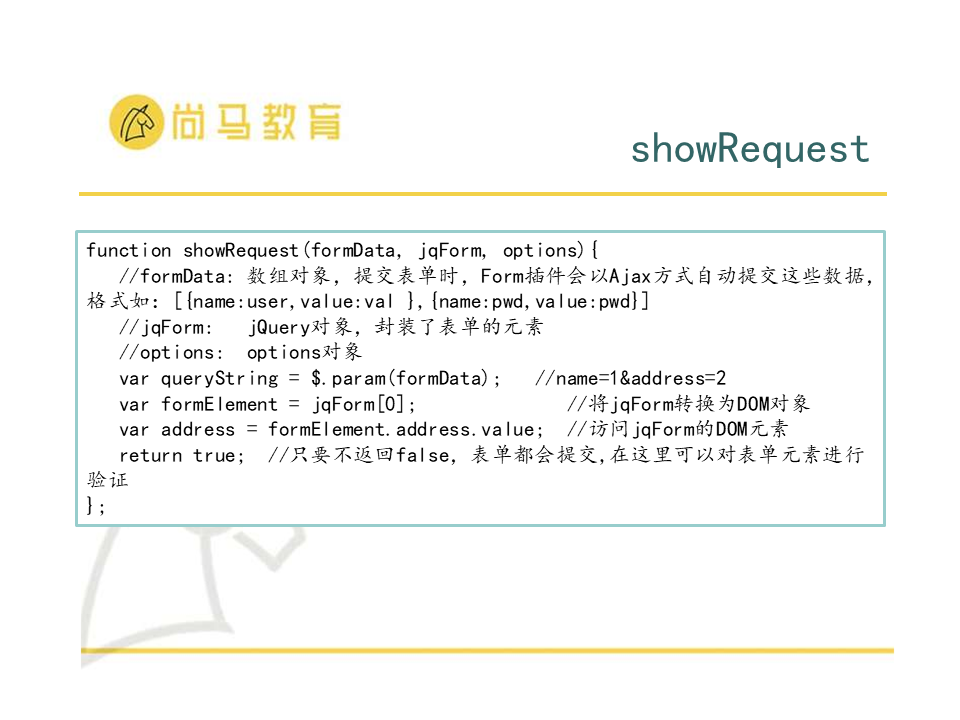 尚马教育
showRequest
function showRequest(formData, jqForm, options){
//formData: 数组对象，提交表单时，Form插件会以Ajax方式自动提交这些数据，
格式如：[{name:user,value:val },{name:pwd,value:pwd}]
//jqForm: jQuery对象，封装了表单的元素
//options: options对象
var queryString = $.param(formData); //name=1&address=2
var formElement = jqForm[0]; //将jqForm转换为DOM对象
var address = formElement.address.value; //访问jqForm的DOM元素
return true; //只要不返回false，表单都会提交,在这里可以对表单元素进行
验证
};